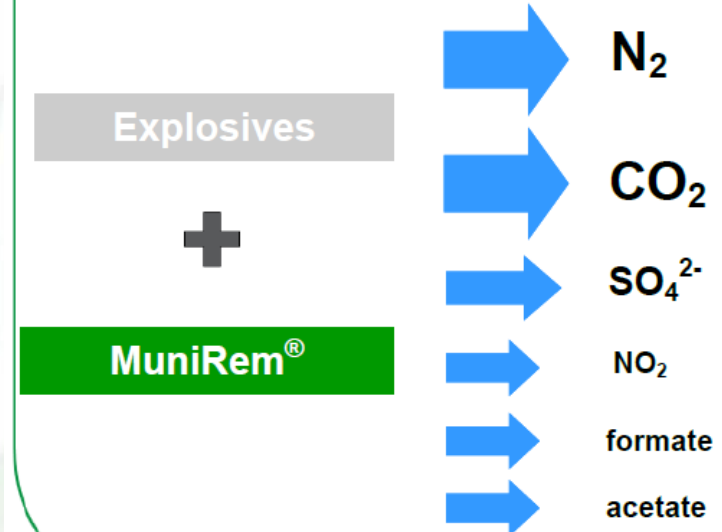 Explosives
MuniRem®
N₂
CO₂
SO₄²⁻
NO₂
formate
acetate